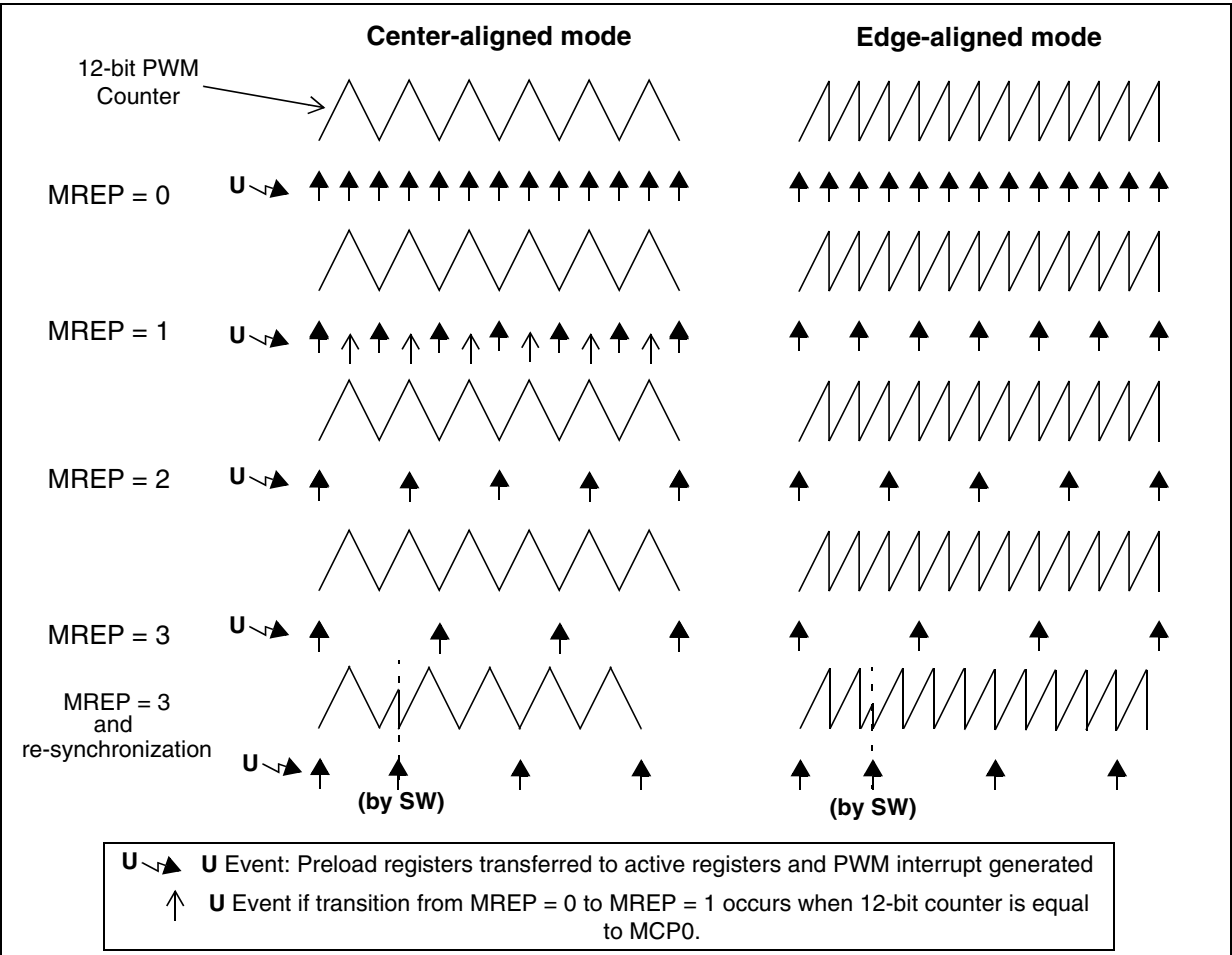 Center-aligned mode
Edge-aligned mode
12-bit PWM
Counter
MREP = 0
U
MREP = 1
U
MREP = 2
U
MREP = 3
U
MREP = 3
and
re-synchronization
U
(by SW)
(by SW)
U U Event: Preload registers transferred to active registers and PWM interrupt generated
U Event if transition from MREP = 0 to MREP = 1 occurs when 12-bit counter is equal
to MCP0.